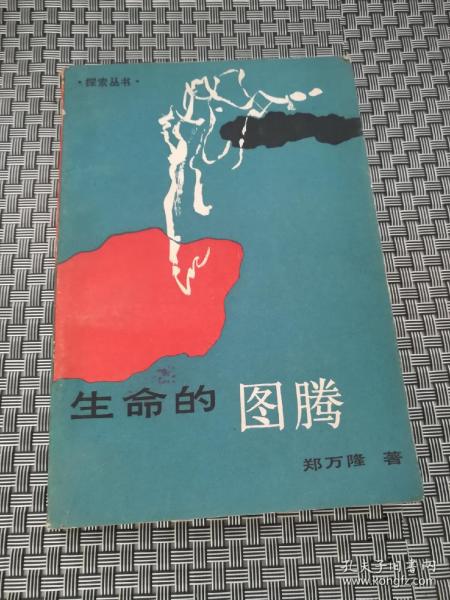 ·探索丛书·
生命的图腾
郑万隆 著
孔夫子旧书网
kongfz.com